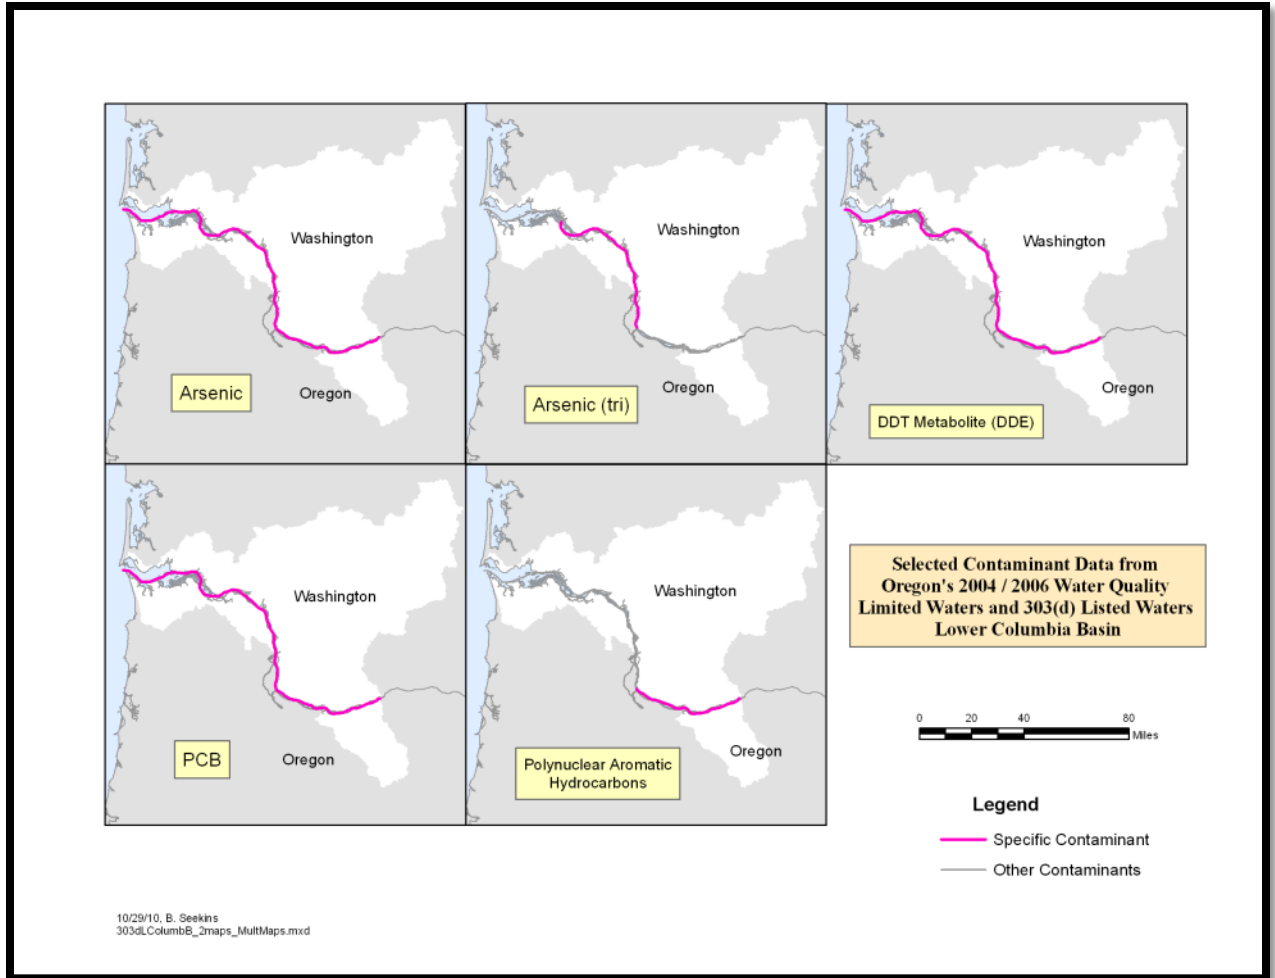 Washington
Oregon
Arsenic
Washington
Oregon
Arsenic (tri)
Washington
Oregon
DDT Metabolite (DDE)
Washington
Oregon
PCB
Washington
Oregon
Polynuclear Aromatic
Hydrocarbons
Selected Contaminant Data from
Oregon's 2004 / 2006 Water Quality
Limited Waters and 303(d) Listed Waters
Lower Columbia Basin
0 20 40 80
Miles
Legend
Specific Contaminant
Other Contaminants
10/29/10, B. Seekins
303dLColumbB_2maps_MultMaps.mxd